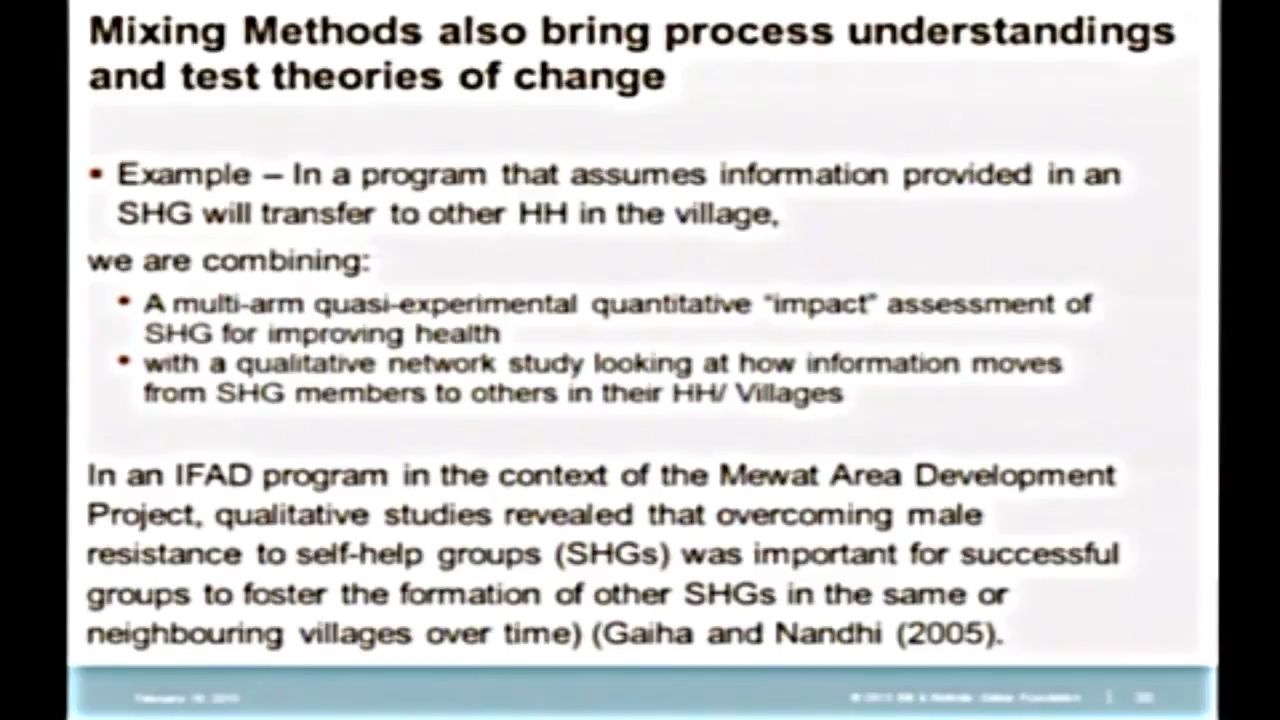 Mixing Methods also bring process understandings
and test theories of change
• Example – In a program that assumes information provided in an
SHG will transfer to other HH in the village,
we are combining:
• A multi-arm quasi-experimental quantitative “impact” assessment of
SHG for improving health
• with a qualitative network study looking at how information moves
from SHG members to others in their HH/ Villages
In an IFAD program in the context of the Mewat Area Development
Project, qualitative studies revealed that overcoming male
resistance to self-help groups (SHGs) was important for successful
groups to foster the formation of other SHGs in the same or
neighbouring villages over time) (Gaiha and Nandhi (2005).